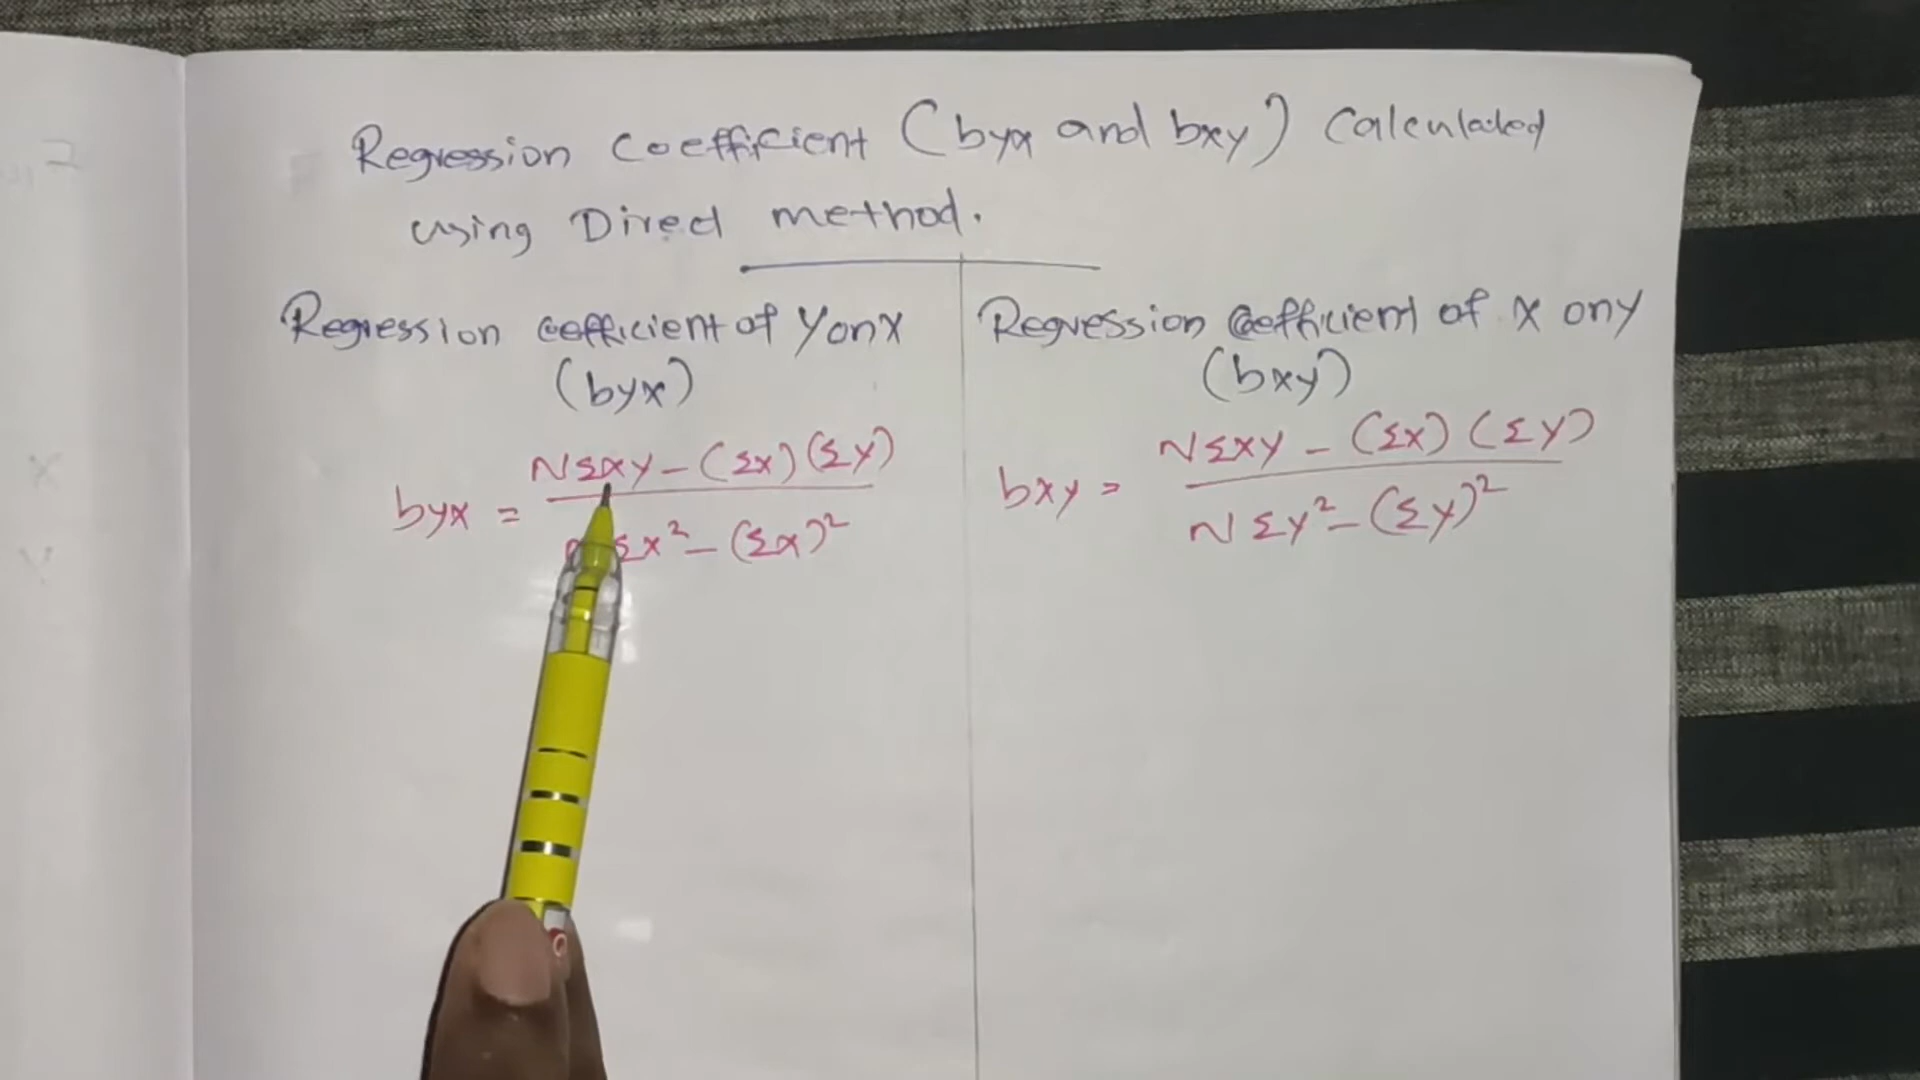 Regression Coefficient (byx and bxy) Calculated
using Direct method.
Regression Coefficient of Y on X
(byx)
byx = NΣXY - (ΣX) (ΣY)
ΣX² - (ΣX)²
Regression Coefficient of X on Y
(bxy)
bxy = NΣXY - (ΣX) (ΣY)
NΣY² - (ΣY)²